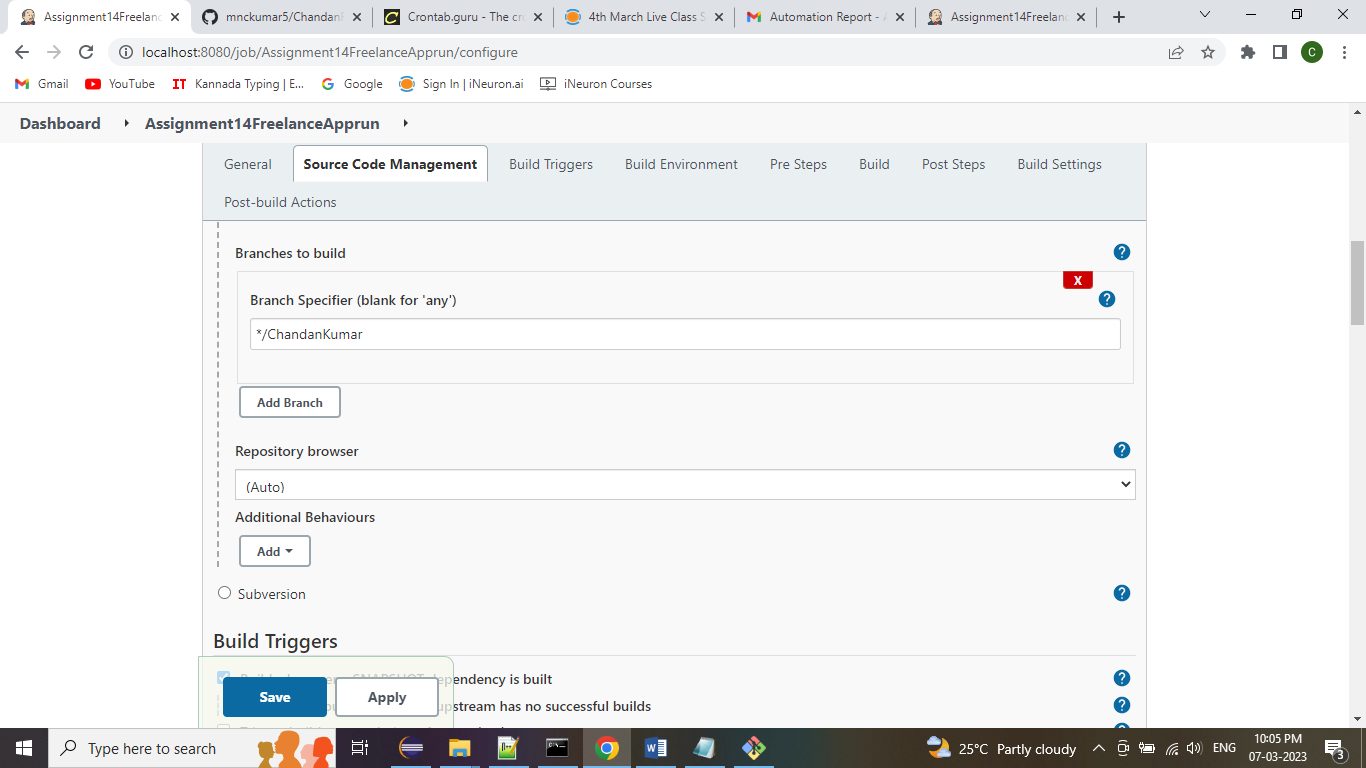 Assignment14Freelanc
mnckumar5/Chandan
Crontab.guru - The cr
4th March Live Class S
Automation Report -
Assignment14Freelanc
localhost:8080/job/Assignment14FreelanceApprun/configure
Gmail
YouTube
Kannada Typing | E...
Google
Sign In | iNeuron.ai
iNeuron Courses
Dashboard
Assignment14FreelanceApprun
General
Source Code Management
Build Triggers
Build Environment
Pre Steps
Build
Post Steps
Build Settings
Post-build Actions
Branches to build
?
X
Branch Specifier (blank for 'any')
?
*/ChandanKumar
Add Branch
Repository browser
?
(Auto)
Additional Behaviours
Add
Subversion
?
Build Triggers
SNAPSHOT dependency is built
?
upstream has no successful builds
?
Save
Apply
Type here to search
25°C Partly cloudy
ENG
10:05 PM
07-03-2023
3